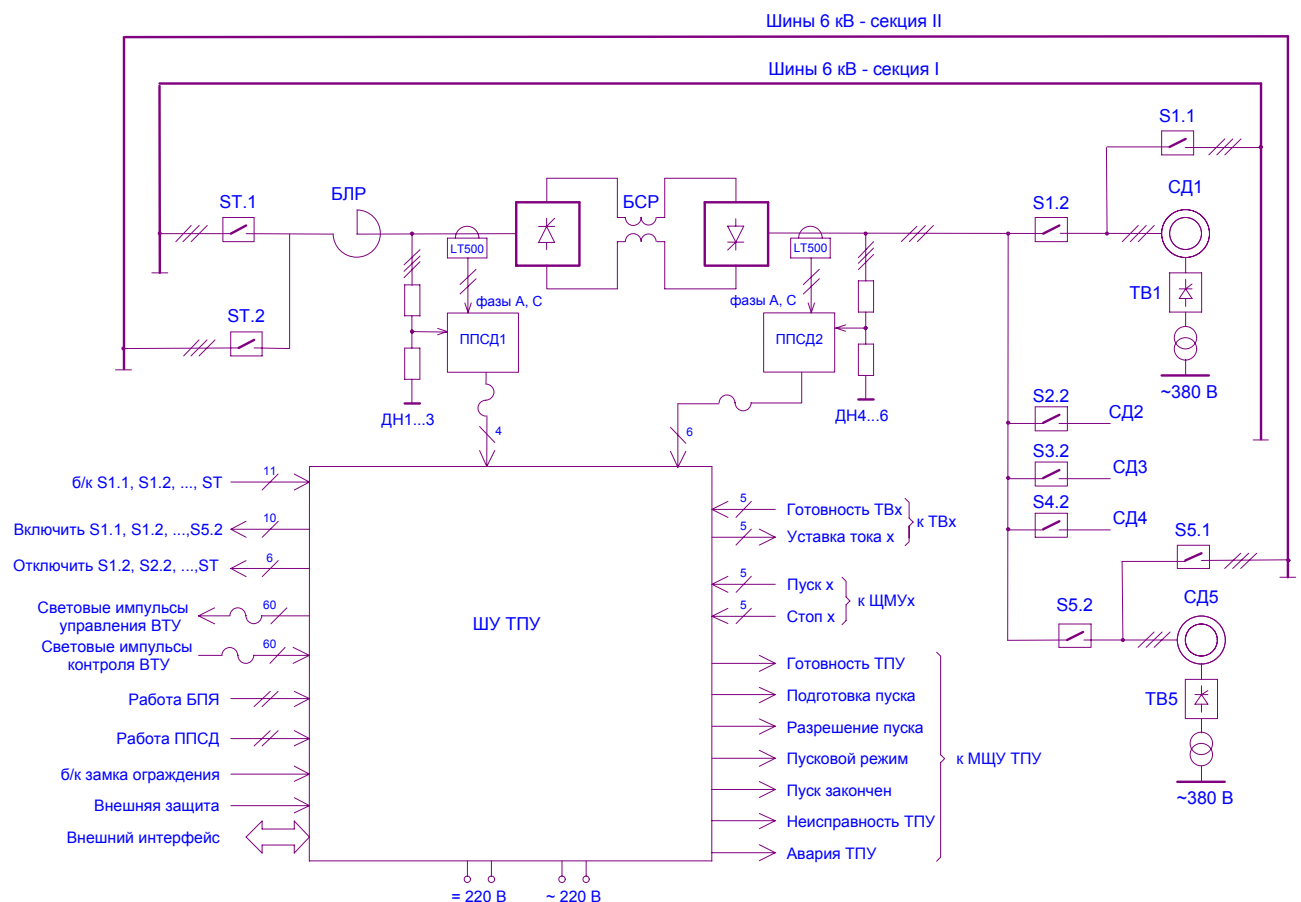 Шины 6 кВ - секция II
Шины 6 кВ - секция I
S1.1
ST.1
БЛР
БСР
S1.2
СД1
LT500
LT500
ТВ1
фазы А, С
фазы А, С
ST.2
ППСД1
ППСД2
~380 В
ДН1...3
ДН4...6
S2.2
СД2
4
6
S3.2
СД3
S4.2
СД4
S5.1
S5.2
СД5
ТВ5
~380 В
б/к S1.1, S1.2, ..., ST
11
Включить S1.1, S1.2, ...,S5.2
10
Отключить S1.2, S2.2, ...,ST
6
Световые импульсы
управления ВТУ
60
Световые импульсы
контроля ВТУ
60
Работа БПЯ
Работа ППСД
б/к замка ограждения
Внешняя защита
Внешний интерфейс
ШУ ТПУ
5
Готовность ТВх
5
Уставка тока х
к ТВх
5
Пуск х
5
Стоп х
к ЩМУх
Готовность ТПУ
Подготовка пуска
Разрешение пуска
Пусковой режим
Пуск закончен
Неисправность ТПУ
Авария ТПУ
к МЩУ ТПУ
= 220 В
~ 220 В